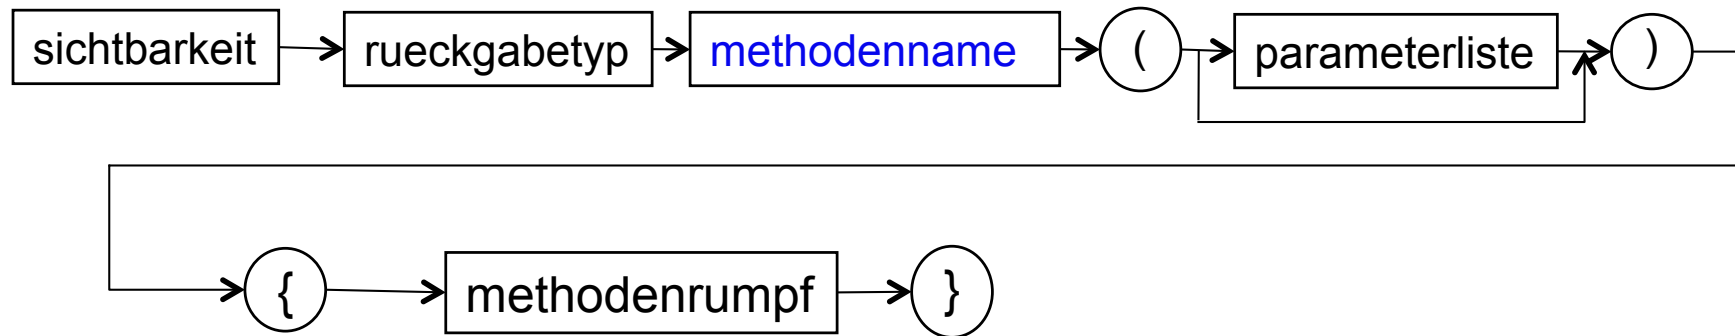 sichtbarkeit rueckgabetyp methodenname ( parameterliste )
{ methodenrumpf }